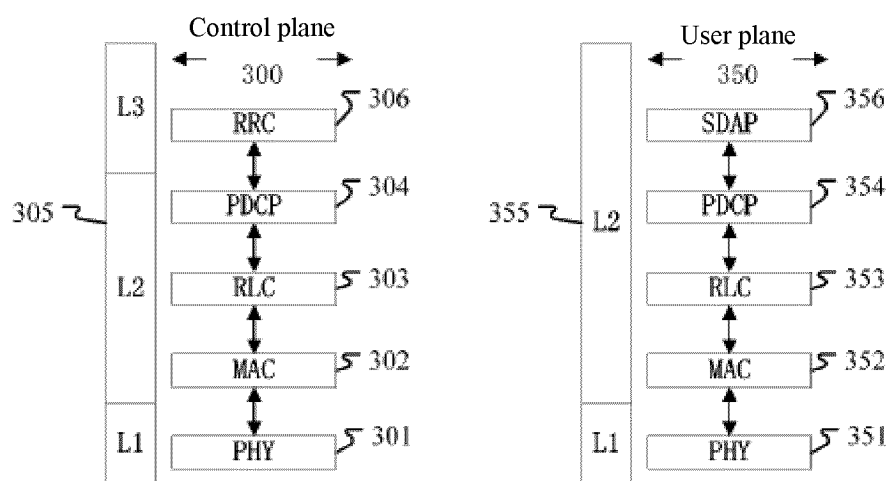 Control plane
300
L3
RRC
306
305
PDCP
304
L2
RLC
303
MAC
302
L1
PHY
301
User plane
350
SDAP
356
355
L2
PDCP
354
RLC
353
MAC
352
L1
PHY
351